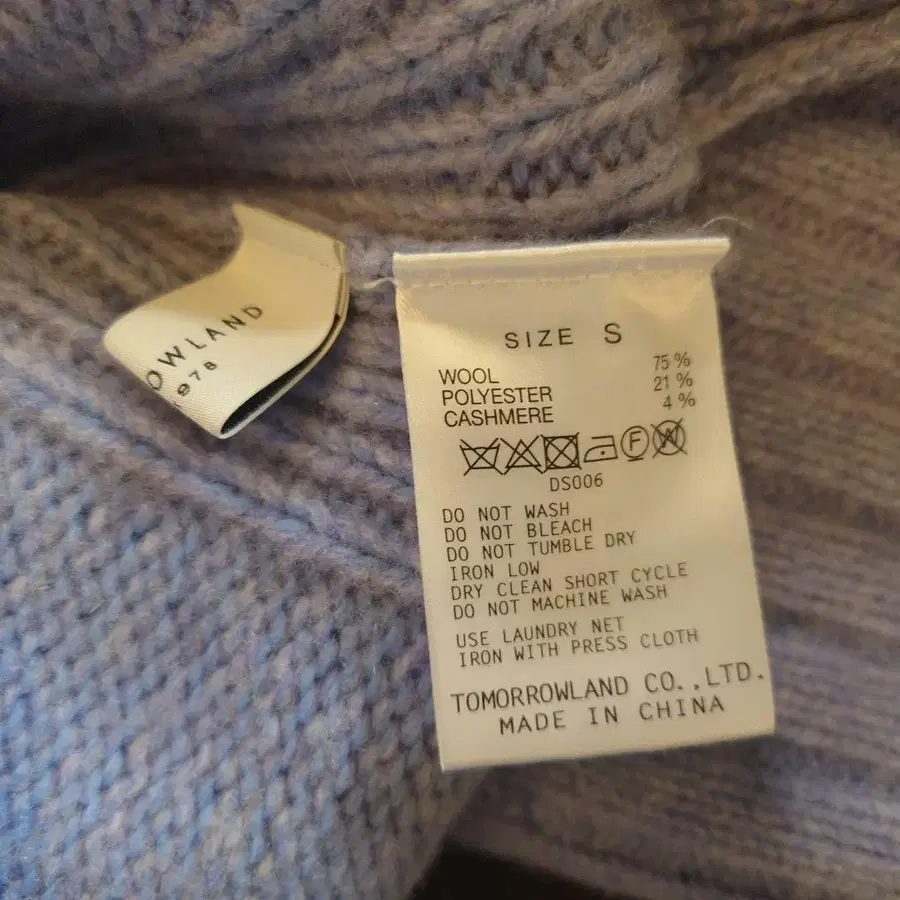 OWLAND
1978
SIZE S
WOOL 75 %
POLYESTER 21 %
CASHMERE 4 %
F W
DS006
DO NOT WASH
DO NOT BLEACH
DO NOT TUMBLE DRY
IRON LOW
DRY CLEAN SHORT CYCLE
DO NOT MACHINE WASH
USE LAUNDRY NET
IRON WITH PRESS CLOTH
TOMORROWLAND CO.,LTD.
MADE IN CHINA